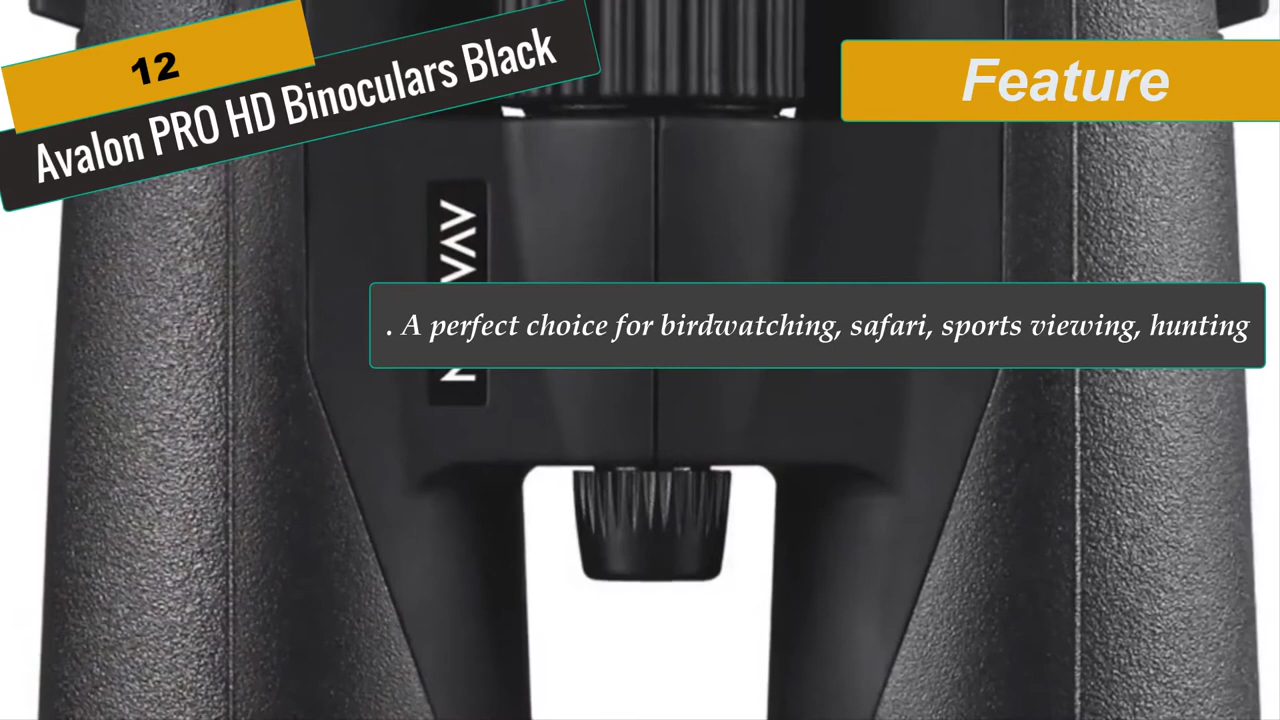 12
Avalon PRO HD Binoculars Black
Feature
. A perfect choice for birdwatching, safari, sports viewing, hunting